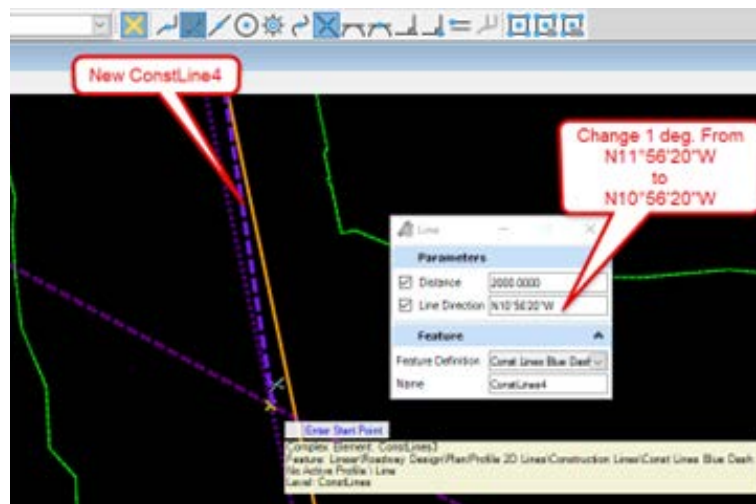 New ConstLine4
Change 1 deg. From
N11°56'20"W
to
N10°56'20"W
Line
Parameters
Distance 2000.0000
Line Direction N10°56'20"W
Feature
Feature Definition Const Lines Blue Dash
Name ConstLines4
Enter Start Point
Complex Element: ConstLines3
Feature: Linear\Roadway Design\Plan/Profile 2D Lines\Construction Lines\Const Lines Blue Dash
No Active Profile \ Line
Level: ConstLines